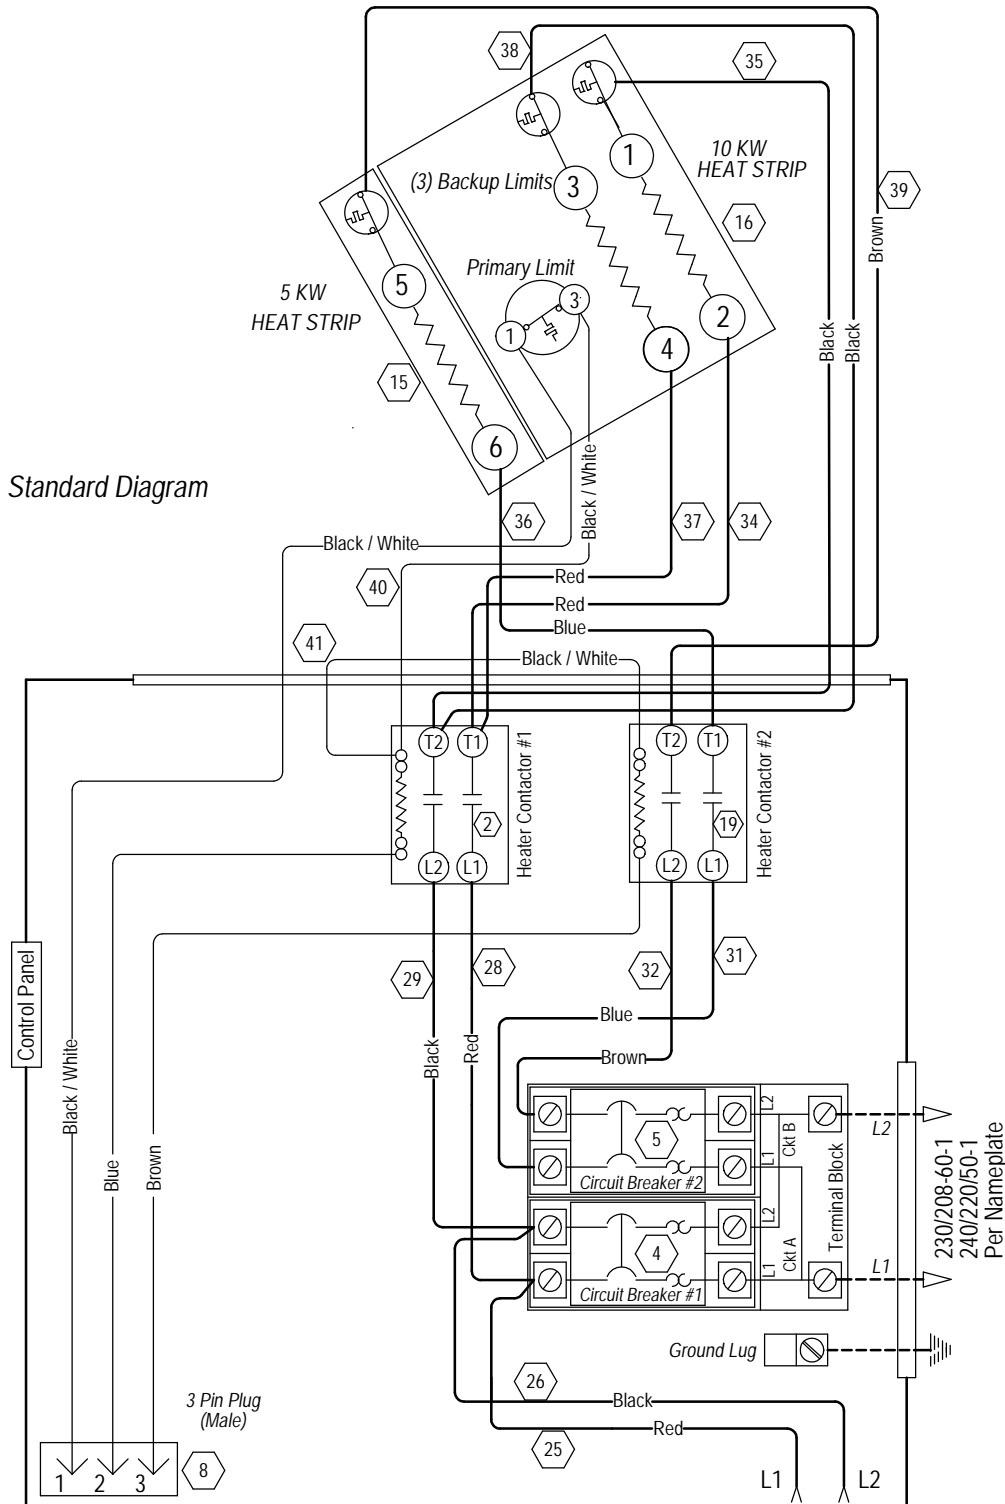 38
35
10 KW
HEAT STRIP
1
(3) Backup Limits
3
39
16
Brown
Primary Limit
5
3
5 KW
HEAT STRIP
1
2
4
Black
Black
15
6
Standard Diagram
36
Black / White
37
34
Black / White
40
Red
Red
Blue
41
Black / White
T2
T1
Heater Contactor #1
T2
T1
Heater Contactor #2
2
19
L2
L1
L2
L1
Control Panel
29
28
32
31
Blue
Black
Red
Brown
Black / White
Blue
Brown
L2
L1
Ckt B
5
Circuit Breaker #2
L2
L1
Ckt A
4
Circuit Breaker #1
Terminal Block
L2
L1
230/208-60-1
240/220/50-1
Per Nameplate
Ground Lug
26
Black
Red
25
3 Pin Plug
(Male)
1
2
3
8
L1
L2